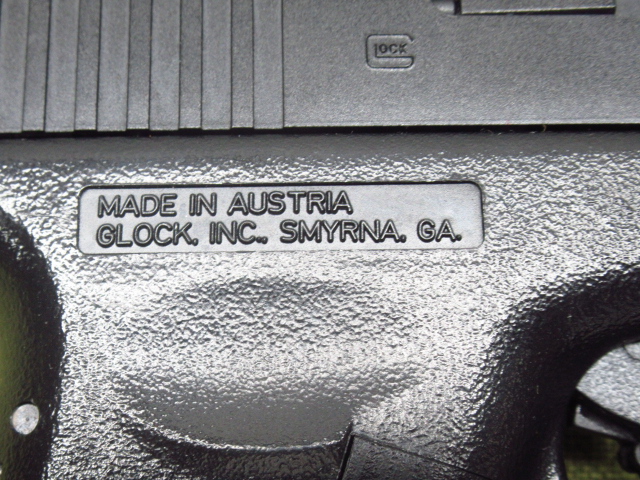 GLOCK
MADE IN AUSTRIA
GLOCK, INC., SMYRNA, GA.